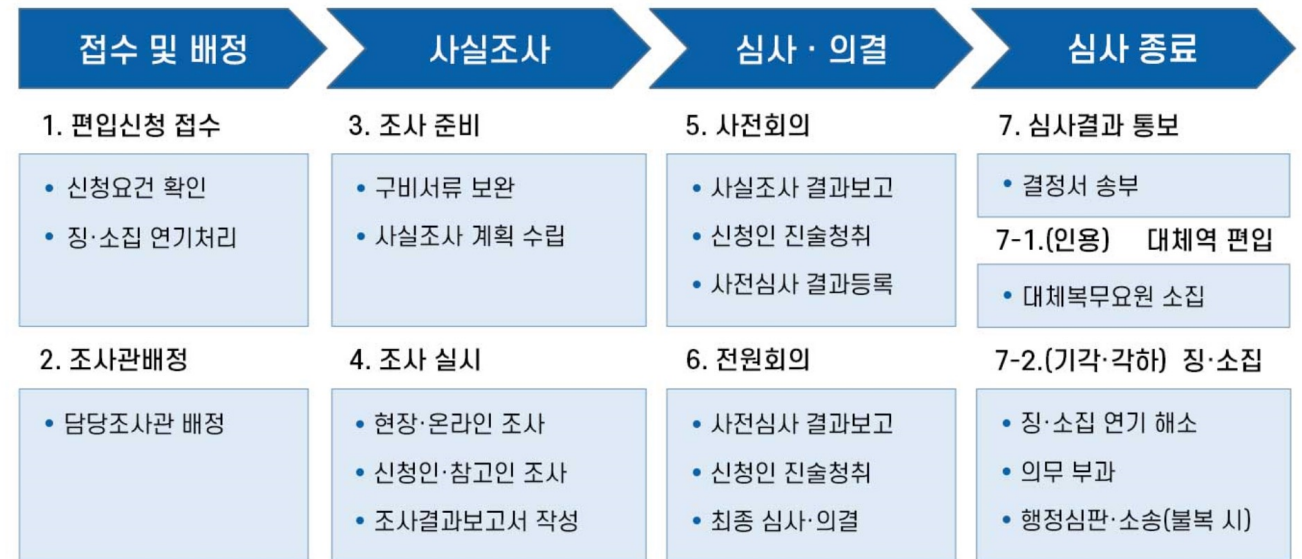 접수 및 배정
사실조사
심사 · 의결
심사 종료
1. 편입신청 접수
• 신청요건 확인
• 징·소집 연기처리
2. 조사관배정
• 담당조사관 배정
3. 조사 준비
• 구비서류 보완
• 사실조사 계획 수립
4. 조사 실시
• 현장·온라인 조사
• 신청인·참고인 조사
• 조사결과보고서 작성
5. 사전회의
• 사실조사 결과보고
• 신청인 진술청취
• 사전심사 결과등록
6. 전원회의
• 사전심사 결과보고
• 신청인 진술청취
• 최종 심사·의결
7. 심사결과 통보
• 결정서 송부
7-1.(인용) 대체역 편입
• 대체복무요원 소집
7-2.(기각·각하) 징·소집
• 징·소집 연기 해소
• 의무 부과
• 행정심판·소송(불복 시)